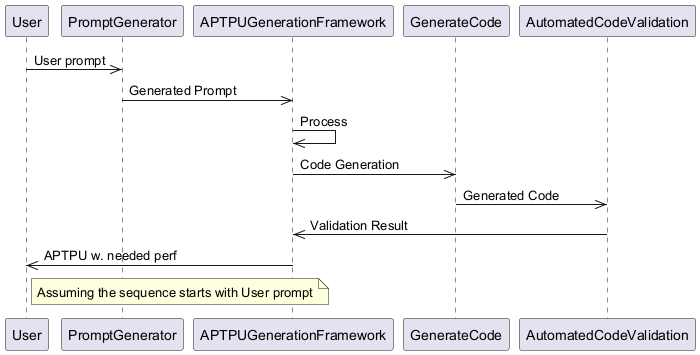 User PromptGenerator APTPUGenerationFramework GenerateCode AutomatedCodeValidation
User prompt
Generated Prompt
Process
Code Generation
Generated Code
Validation Result
APTPU w. needed perf
Assuming the sequence starts with User prompt
User PromptGenerator APTPUGenerationFramework GenerateCode AutomatedCodeValidation